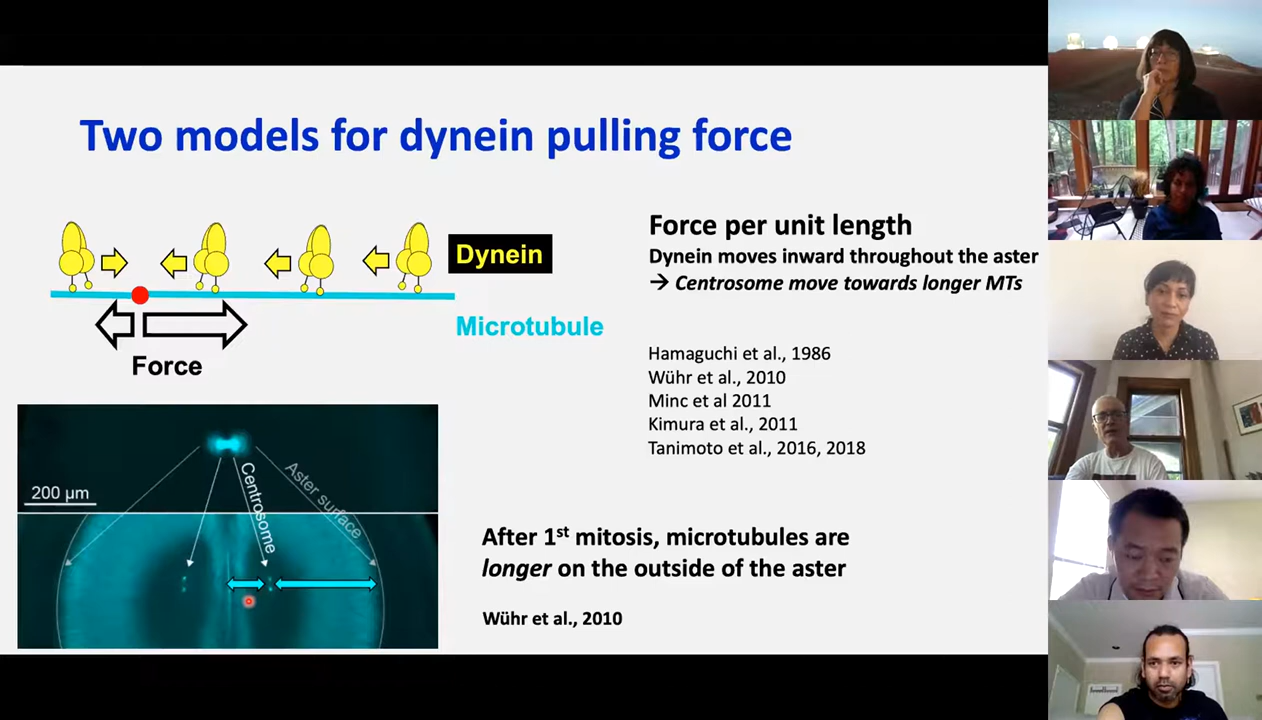 Two models for dynein pulling force
Dynein
Microtubule
Force
Force per unit length
Dynein moves inward throughout the aster
→ Centrosome move towards longer MTs
Hamaguchi et al., 1986
Wühr et al., 2010
Minc et al 2011
Kimura et al., 2011
Tanimoto et al., 2016, 2018
200 µm
Centrosome
Aster surface
After 1st mitosis, microtubules are
longer on the outside of the aster
Wühr et al., 2010